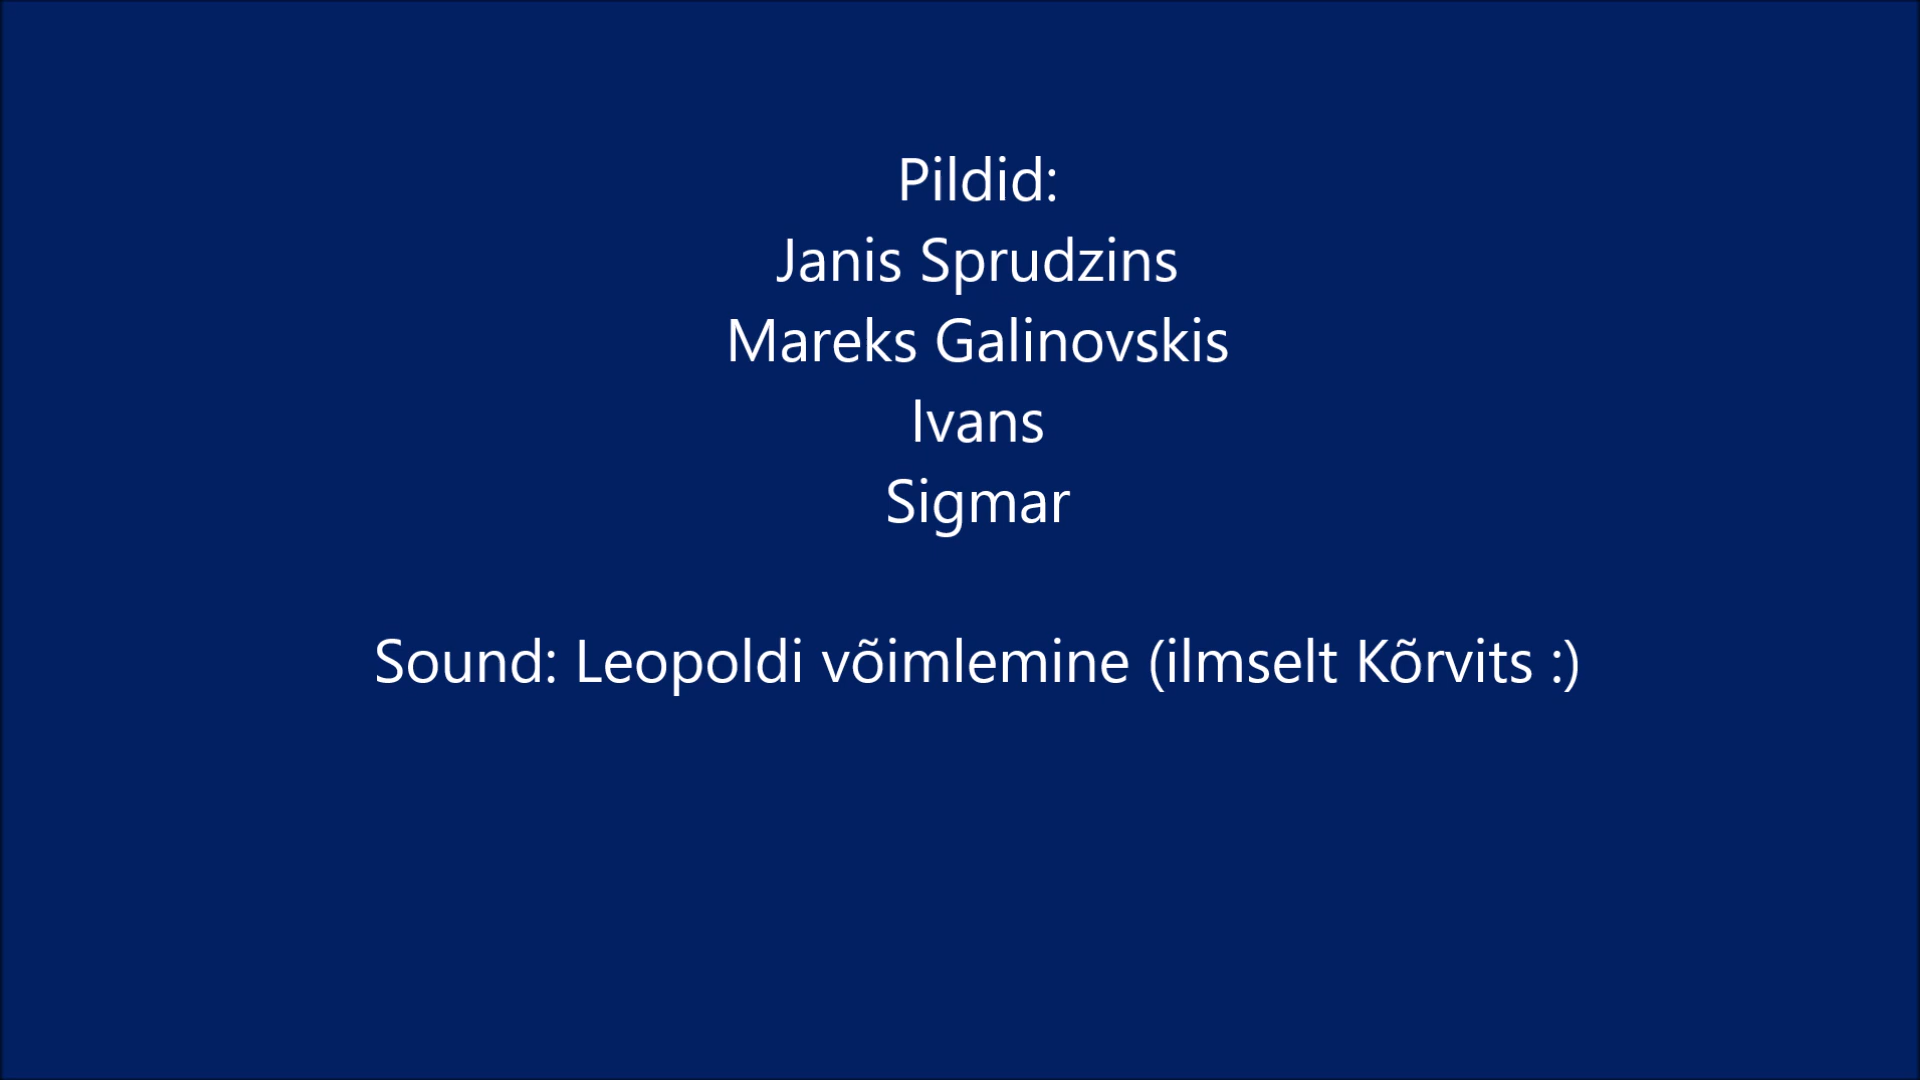 Pildid:
Janis Sprudzins
Mareks Galinovskis
Ivans
Sigmar
Sound: Leopoldi võimlemine (ilmselt Kõrvits :)